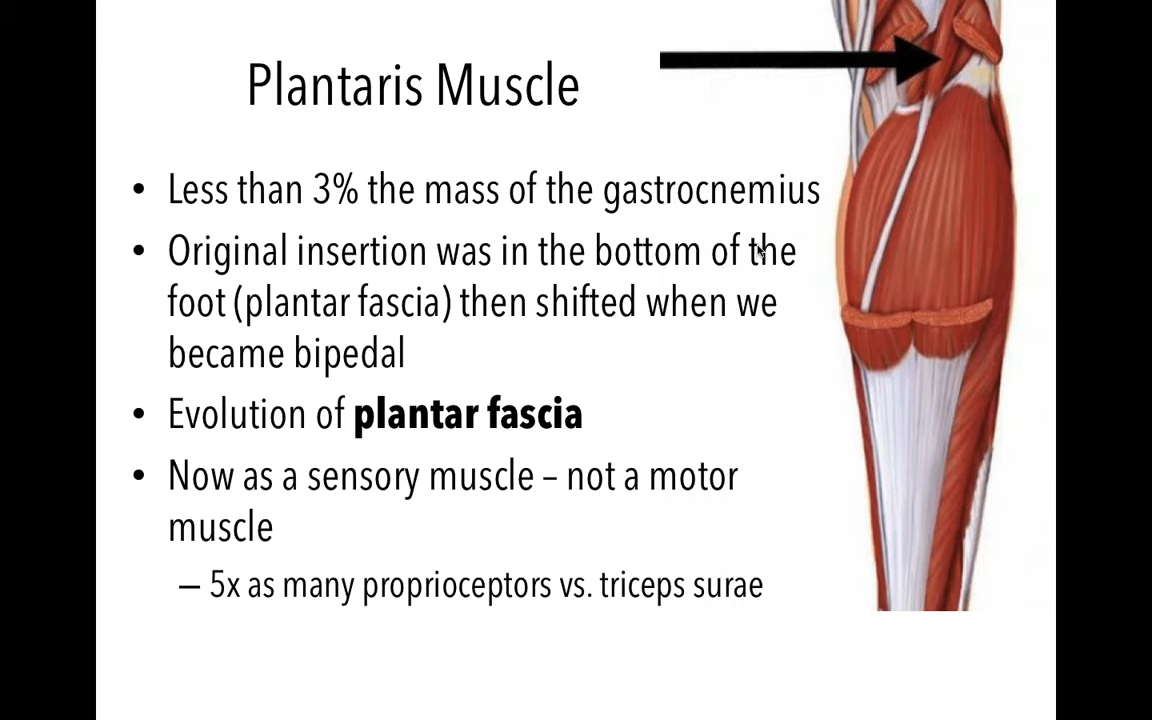 Plantaris Muscle
• Less than 3% the mass of the gastrocnemius
• Original insertion was in the bottom of the
foot (plantar fascia) then shifted when we
became bipedal
• Evolution of plantar fascia
• Now as a sensory muscle – not a motor
muscle
– 5x as many proprioceptors vs. triceps surae